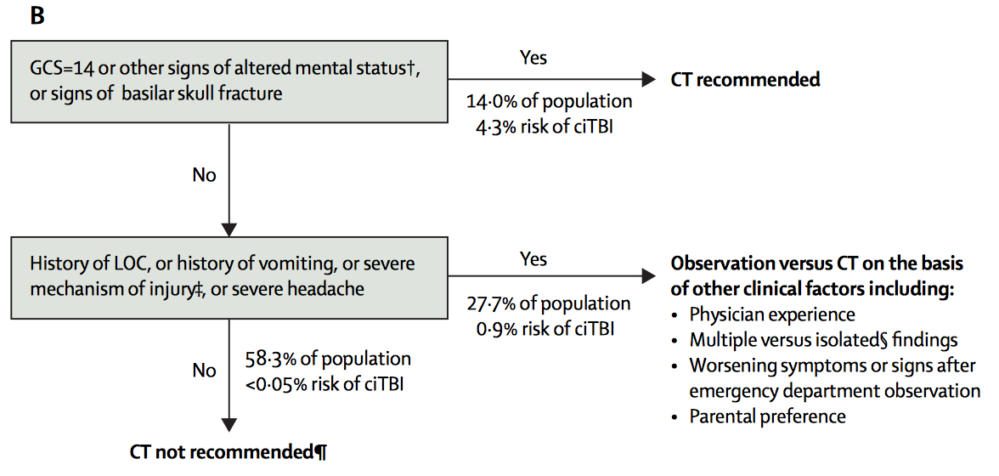 B
GCS=14 or other signs of altered mental status†,
or signs of basilar skull fracture
Yes
14·0% of population
4·3% risk of ciTBI
CT recommended
No
History of LOC, or history of vomiting, or severe
mechanism of injury‡, or severe headache
Yes
27·7% of population
0·9% risk of ciTBI
Observation versus CT on the basis
of other clinical factors including:
• Physician experience
• Multiple versus isolated§ findings
• Worsening symptoms or signs after
emergency department observation
• Parental preference
No
58·3% of population
<0·05% risk of ciTBI
CT not recommended¶